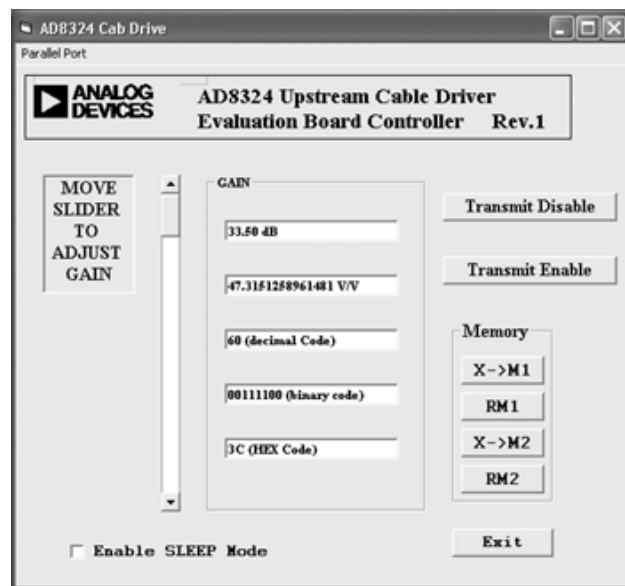 AD8324 Cab Drive
Parallel Port
ANALOG
DEVICES
AD8324 Upstream Cable Driver
Evaluation Board Controller Rev.1
MOVE
SLIDER
TO
ADJUST
GAIN
GAIN
33.50 dB
47.3151258961481 V/V
60 (decimal Code)
00111100 (binary code)
3C (HEX Code)
Transmit Disable
Transmit Enable
Memory
X->M1
RM1
X->M2
RM2
Enable SLEEP Mode
Exit